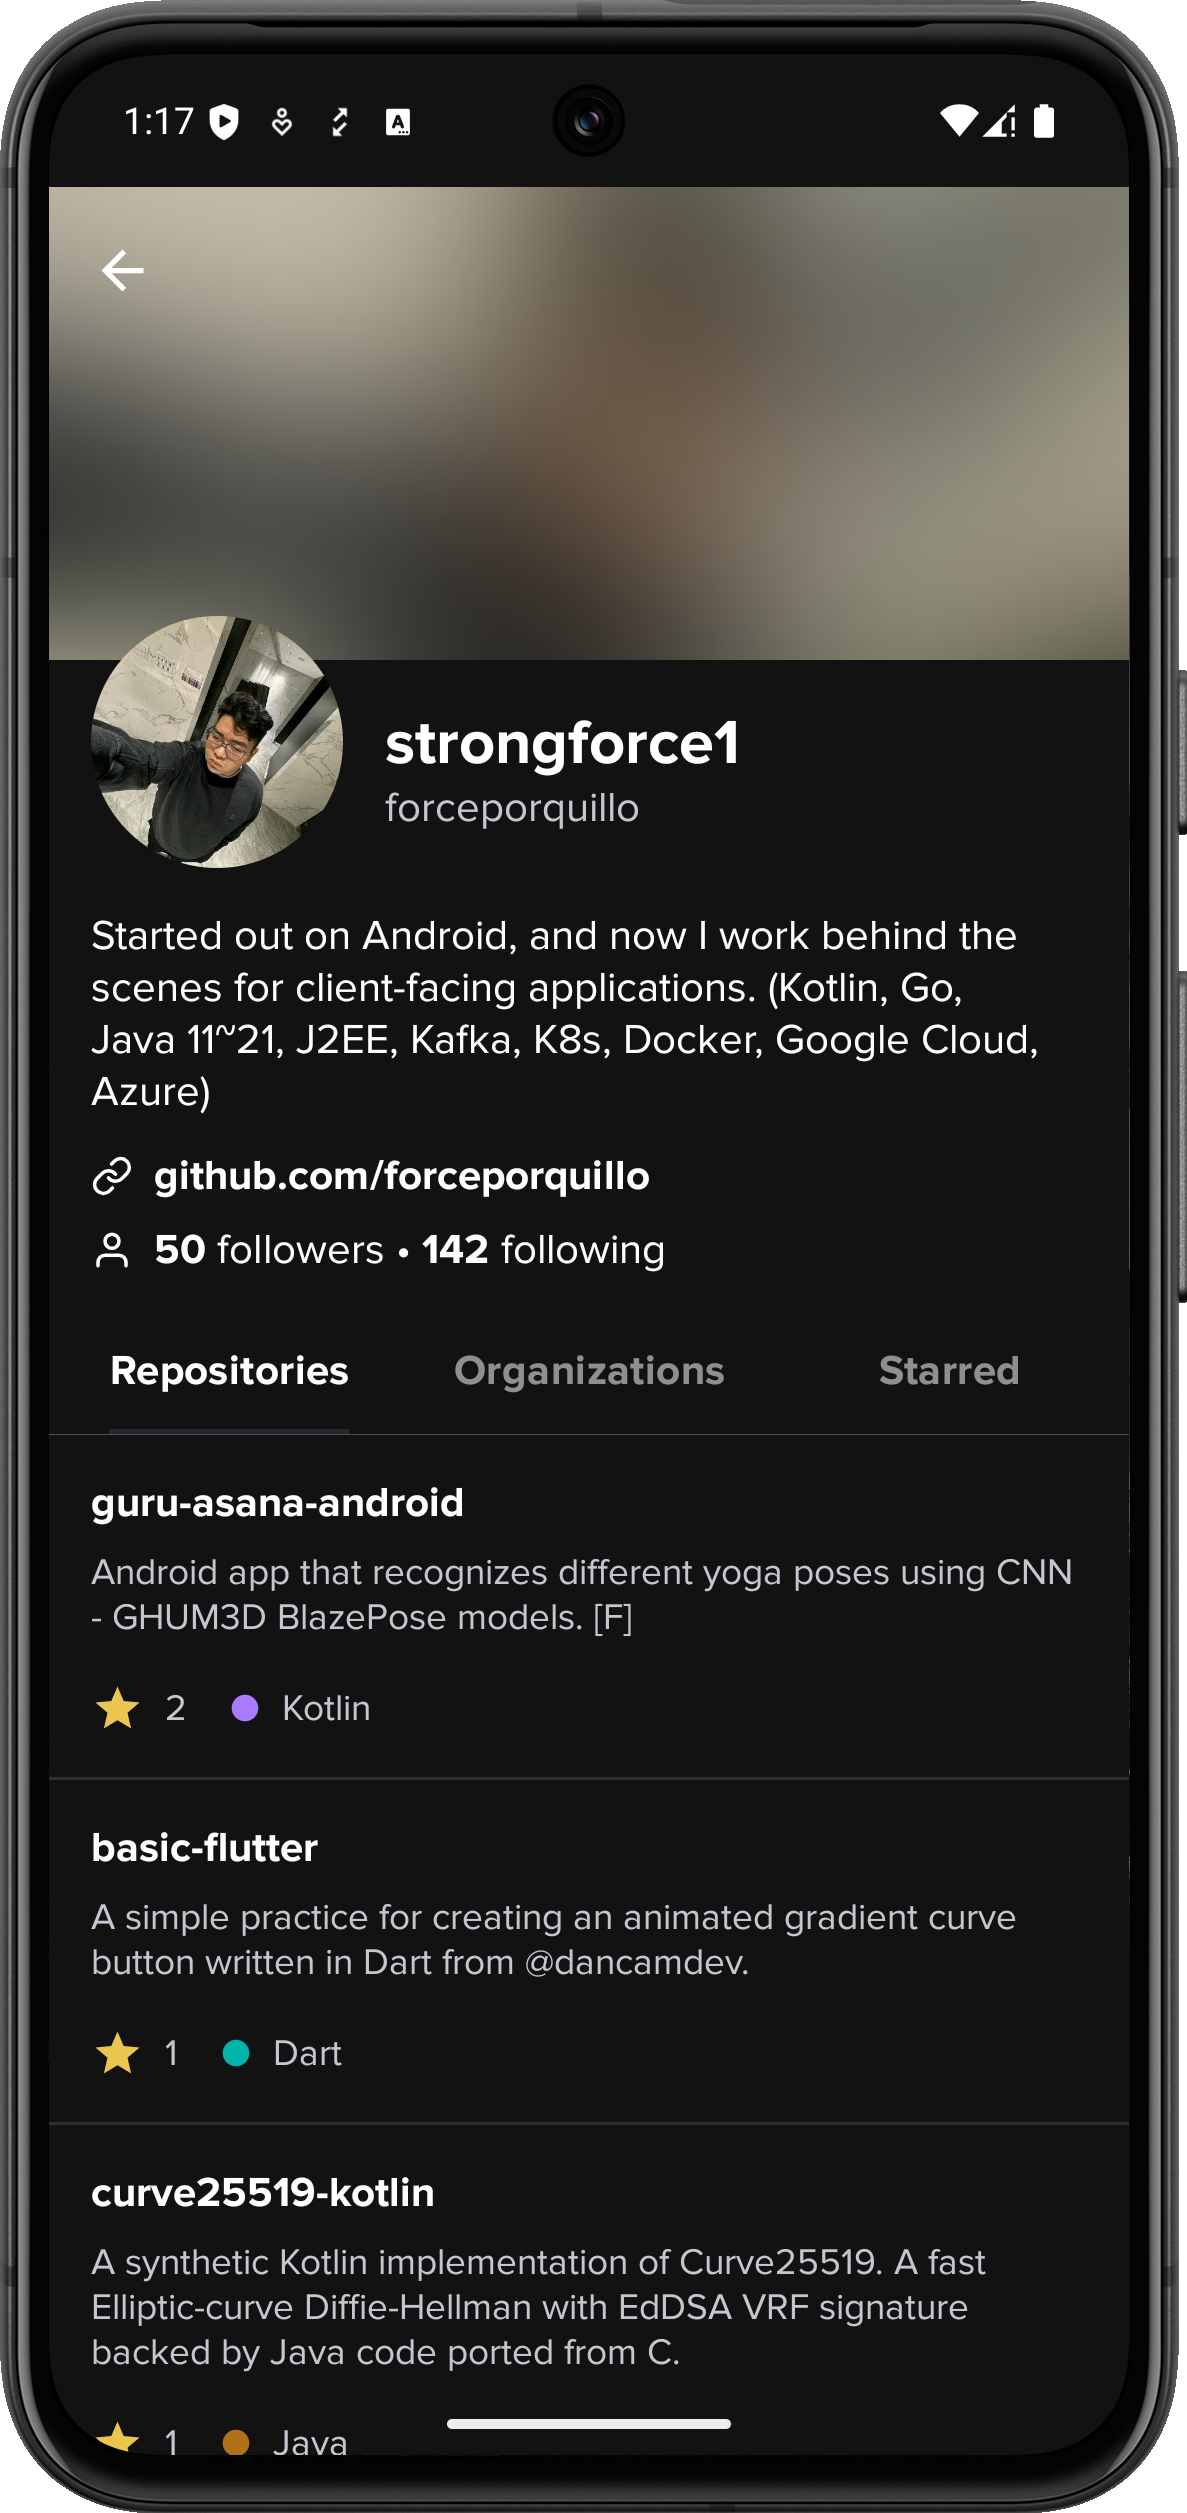 1:17
strongforce1
forceporquillo
Started out on Android, and now I work behind the
scenes for client-facing applications. (Kotlin, Go,
Java 11~21, J2EE, Kafka, K8s, Docker, Google Cloud,
Azure)
github.com/forceporquillo
50 followers • 142 following
Repositories Organizations Starred
guru-asana-android
Android app that recognizes different yoga poses using CNN
- GHUM3D BlazePose models. [F]
2 Kotlin
basic-flutter
A simple practice for creating an animated gradient curve
button written in Dart from @dancamdev.
1 Dart
curve25519-kotlin
A synthetic Kotlin implementation of Curve25519. A fast
Elliptic-curve Diffie-Hellman with EdDSA VRF signature
backed by Java code ported from C.
1 Java